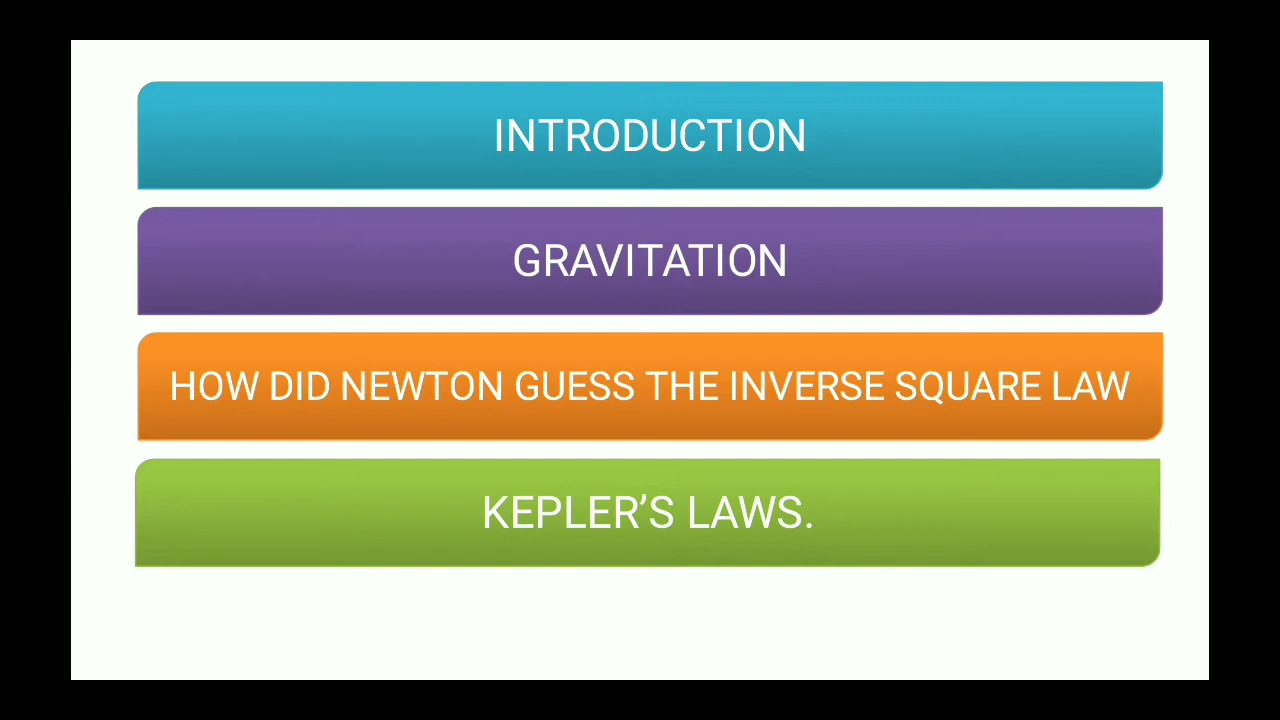 INTRODUCTION
GRAVITATION
HOW DID NEWTON GUESS THE INVERSE SQUARE LAW
KEPLER’S LAWS.